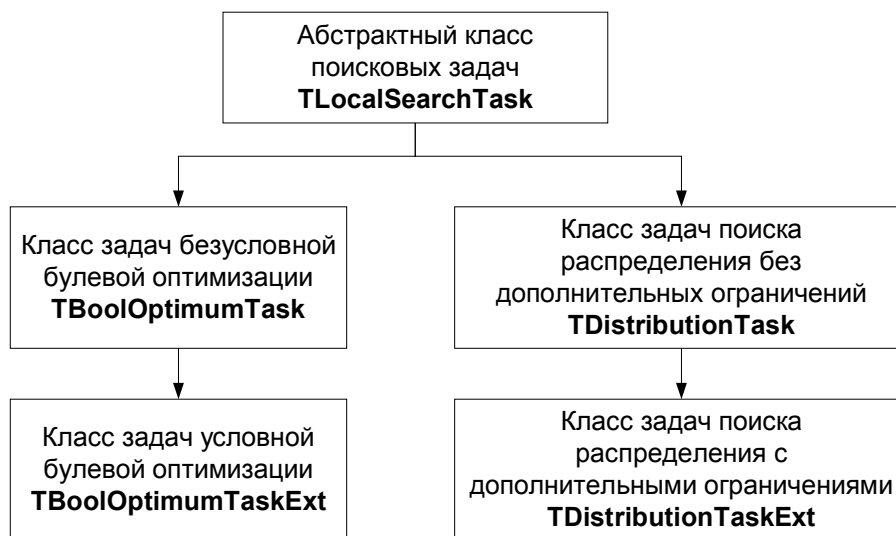 Абстрактный класс
поисковых задач
TLocalSearchTask
Класс задач безусловной
булевой оптимизации
TBoolOptimumTask
Класс задач поиска
распределения без
дополнительных ограничений
TDistributionTask
Класс задач условной
булевой оптимизации
TBoolOptimumTaskExt
Класс задач поиска
распределения с
дополнительными ограничениями
TDistributionTaskExt